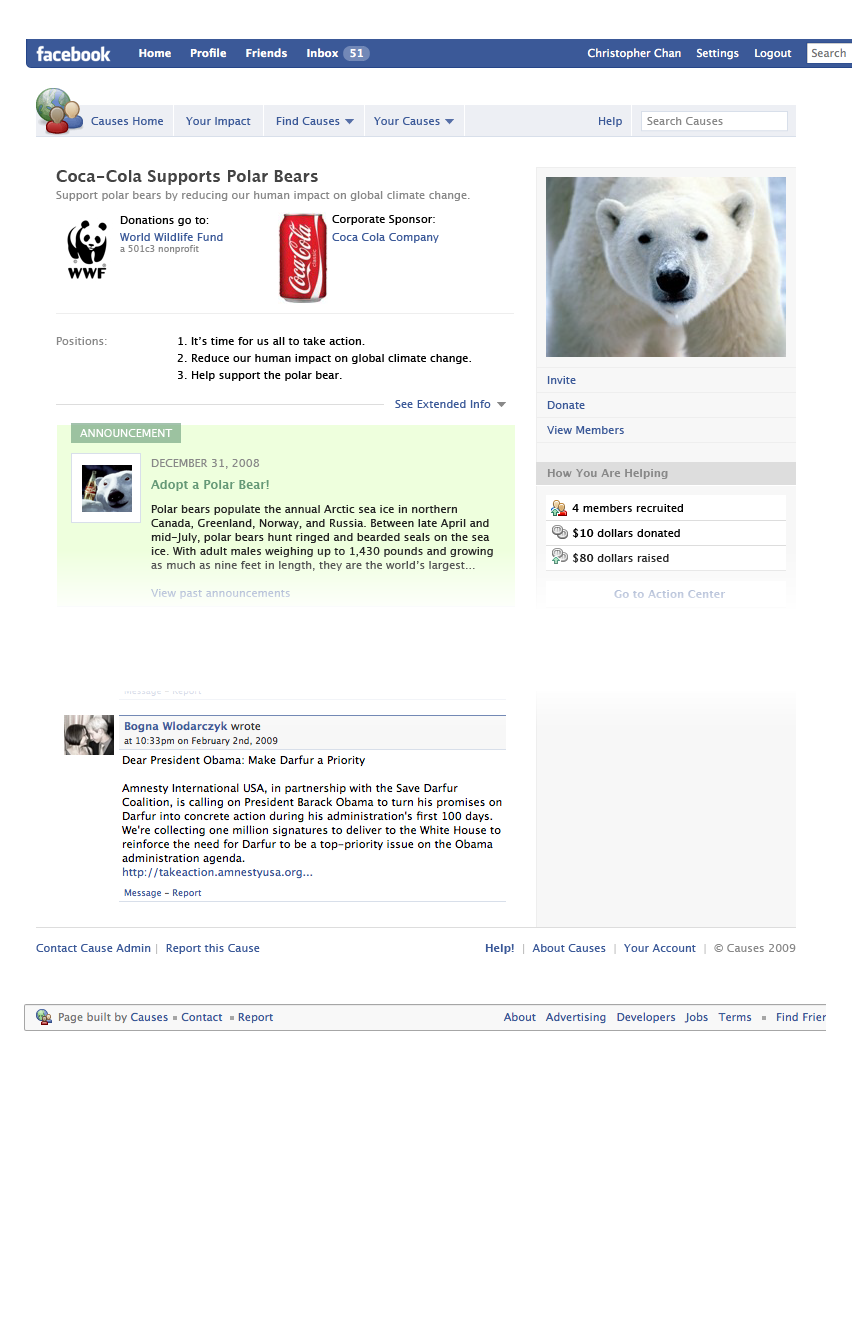 facebook Home Profile Friends Inbox 51 Christopher Chan Settings Logout Search
Causes Home Your Impact Find Causes Your Causes Help Search Causes
Coca-Cola Supports Polar Bears
Support polar bears by reducing our human impact on global climate change.
Donations go to:
World Wildlife Fund
a 501c3 nonprofit
WWF
Corporate Sponsor:
Coca Cola Company
Coca-Cola
classic
Positions:
1. It's time for us all to take action.
2. Reduce our human impact on global climate change.
3. Help support the polar bear.
See Extended Info
ANNOUNCEMENT
DECEMBER 31, 2008
Adopt a Polar Bear!
Polar bears populate the annual Arctic sea ice in northern
Canada, Greenland, Norway, and Russia. Between late April and
mid-July, polar bears hunt ringed and bearded seals on the sea
ice. With adult males weighing up to 1,430 pounds and growing
as much as nine feet in length, they are the world's largest...
View past announcements
Invite
Donate
View Members
How You Are Helping
4 members recruited
$10 dollars donated
$80 dollars raised
Go to Action Center
Message - Report
Bogna Wlodarczyk wrote
at 10:33pm on February 2nd, 2009
Dear President Obama: Make Darfur a Priority
Amnesty International USA, in partnership with the Save Darfur
Coalition, is calling on President Barack Obama to turn his promises on
Darfur into concrete action during his administration's first 100 days.
We're collecting one million signatures to deliver to the White House to
reinforce the need for Darfur to be a top-priority issue on the Obama
administration agenda.
http://takeaction.amnestyusa.org...
Message - Report
Contact Cause Admin | Report this Cause Help! | About Causes | Your Account | © Causes 2009
Page built by Causes ▪ Contact ▪ Report About Advertising Developers Jobs Terms ▪ Find Frier